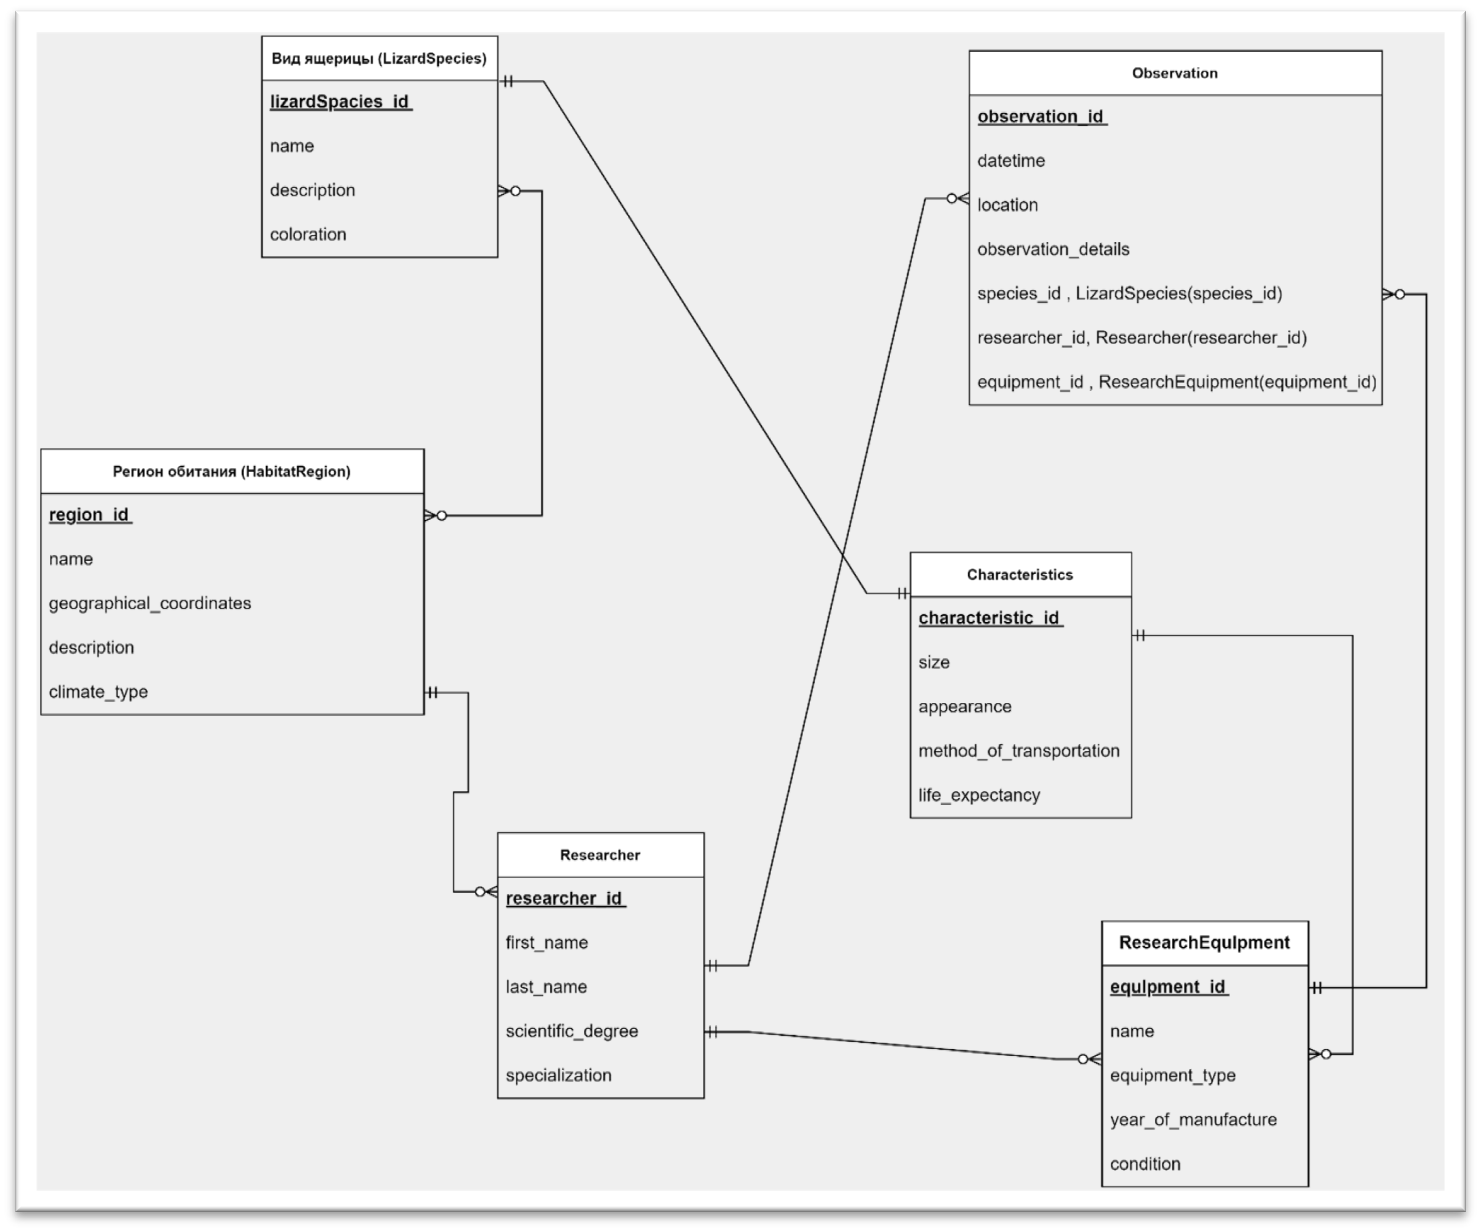 Вид ящерицы (LizardSpecies)
lizardSpacies_id
name
description
coloration
Observation
observation_id
datetime
location
observation_details
species_id , LizardSpecies(species_id)
researcher_id, Researcher(researcher_id)
equipment_id , ResearchEquipment(equipment_id)
Регион обитания (HabitatRegion)
region_id
name
geographical_coordinates
description
climate_type
Characteristics
characteristic_id
size
appearance
method_of_transportation
life_expectancy
Researcher
researcher_id
first_name
last_name
scientific_degree
specialization
ResearchEquIpment
equIpment_id
name
equipment_type
year_of_manufacture
condition